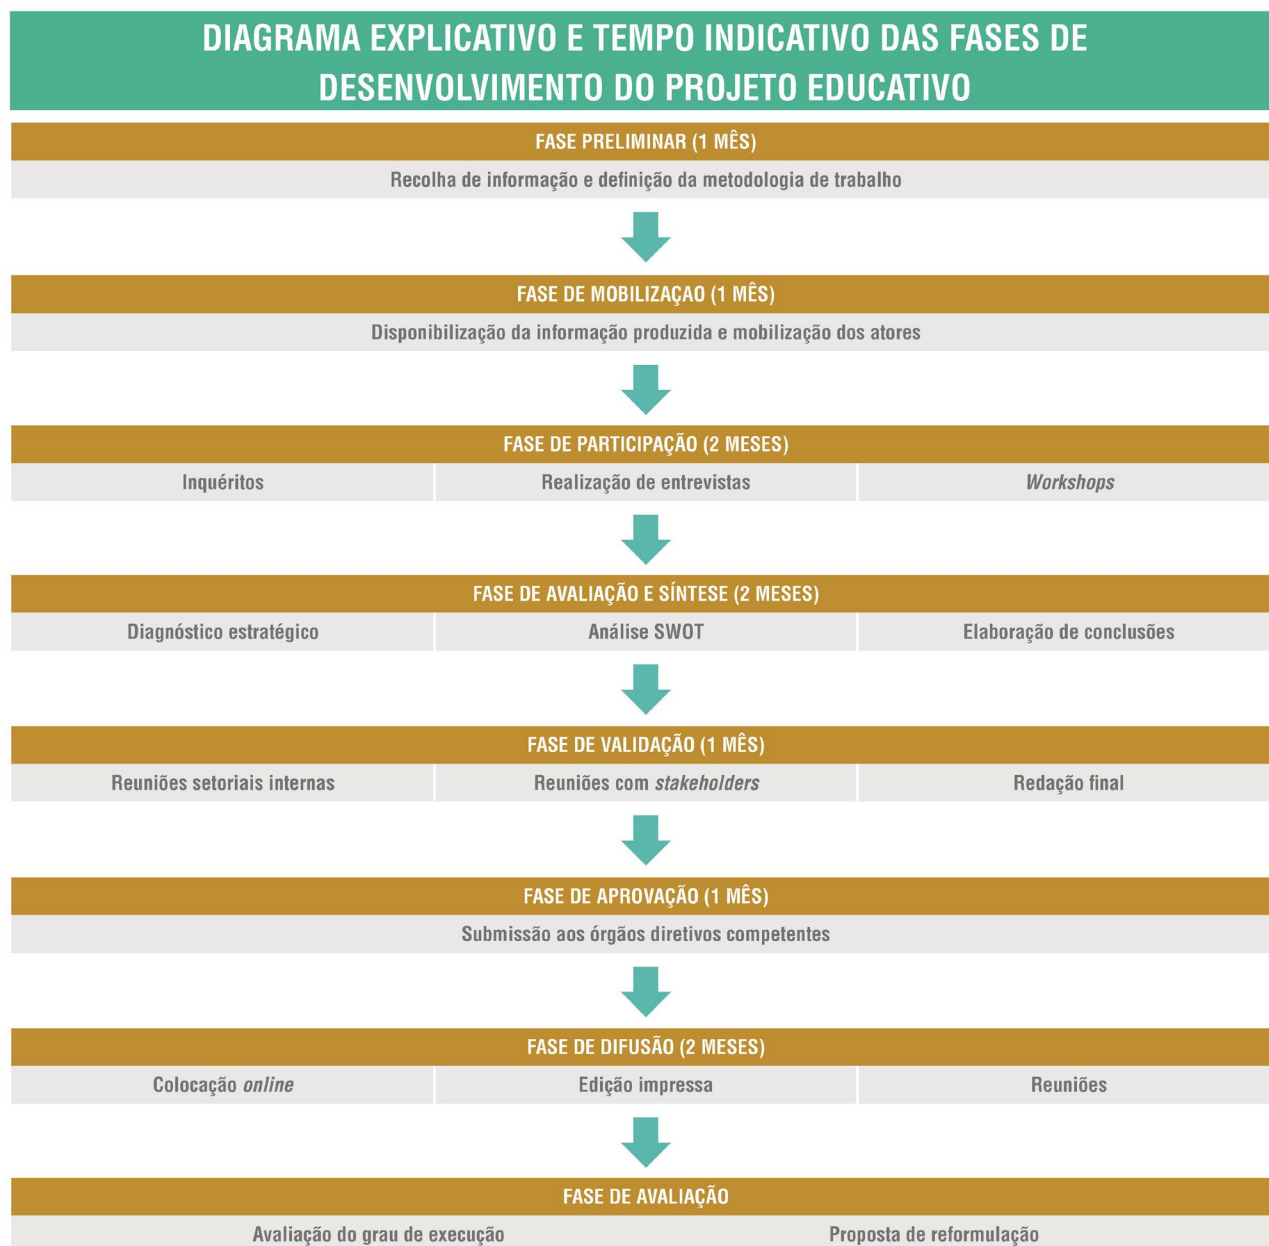 DIAGRAMA EXPLICATIVO E TEMPO INDICATIVO DAS FASES DE
DESENVOLVIMENTO DO PROJETO EDUCATIVO
FASE PRELIMINAR (1 MÊS)
Recolha de informação e definição da metodologia de trabalho
FASE DE MOBILIZAÇAO (1 MÊS)
Disponibilização da informação produzida e mobilização dos atores
FASE DE PARTICIPAÇÃO (2 MESES)
Inquéritos Realização de entrevistas Workshops
FASE DE AVALIAÇÃO E SÍNTESE (2 MESES)
Diagnóstico estratégico Análise SWOT Elaboração de conclusões
FASE DE VALIDAÇÃO (1 MÊS)
Reuniões setoriais internas Reuniões com stakeholders Redação final
FASE DE APROVAÇÃO (1 MÊS)
Submissão aos órgãos diretivos competentes
FASE DE DIFUSÃO (2 MESES)
Colocação online Edição impressa Reuniões
FASE DE AVALIAÇÃO
Avaliação do grau de execução Proposta de reformulação